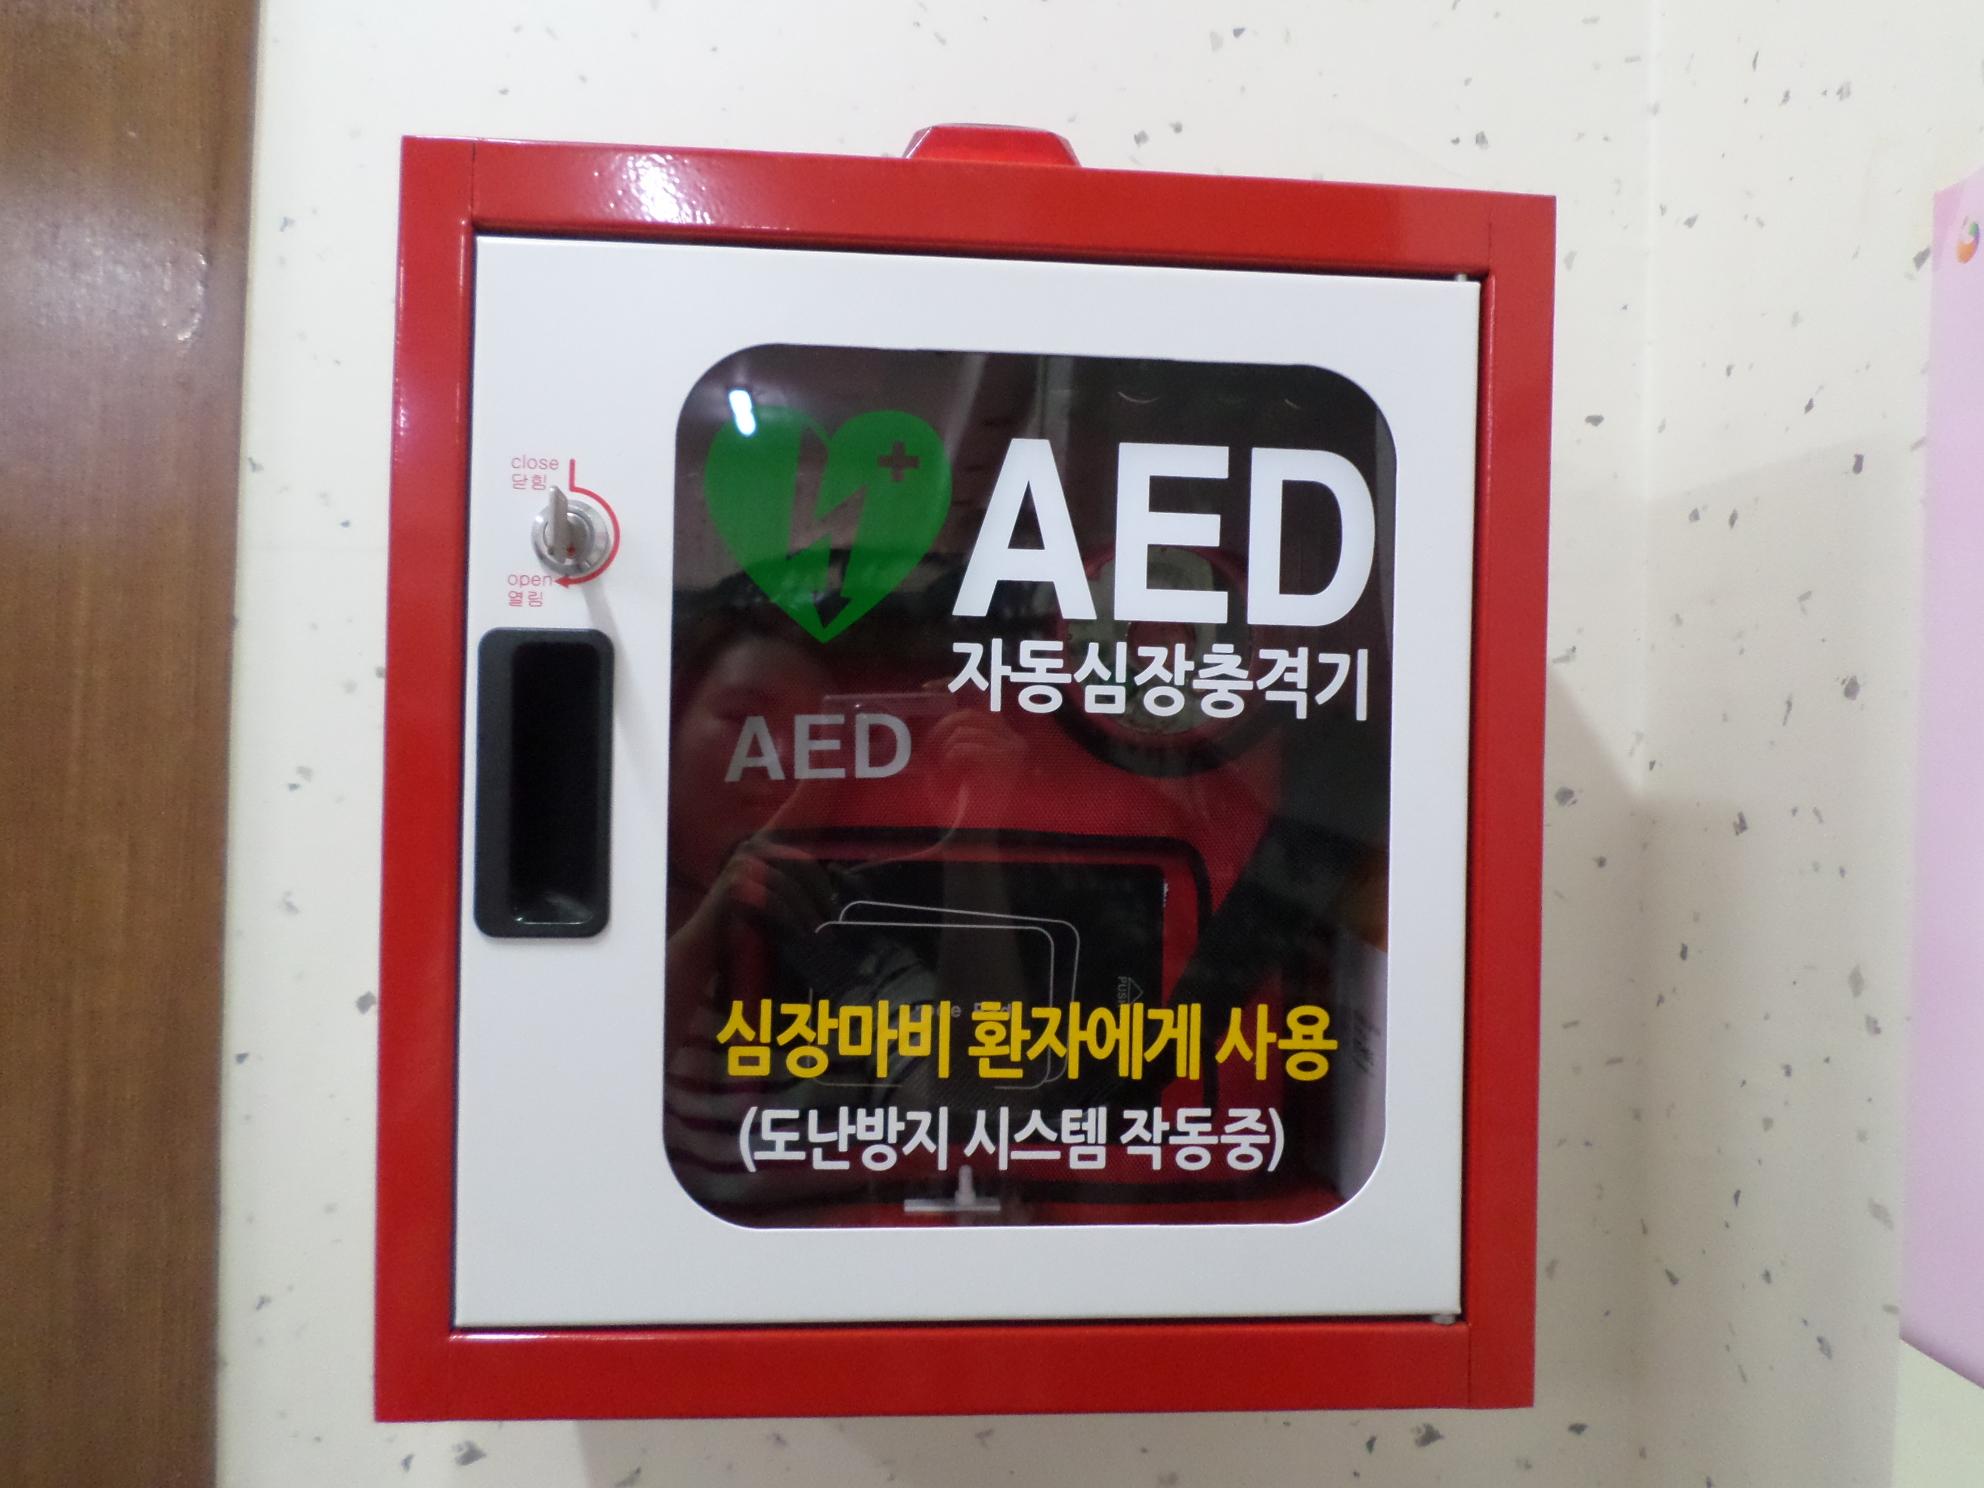 close
닫힘
open
열림
AED
자동심장충격기
AED
심장마비 환자에게 사용
(도난방지 시스템 작동중)